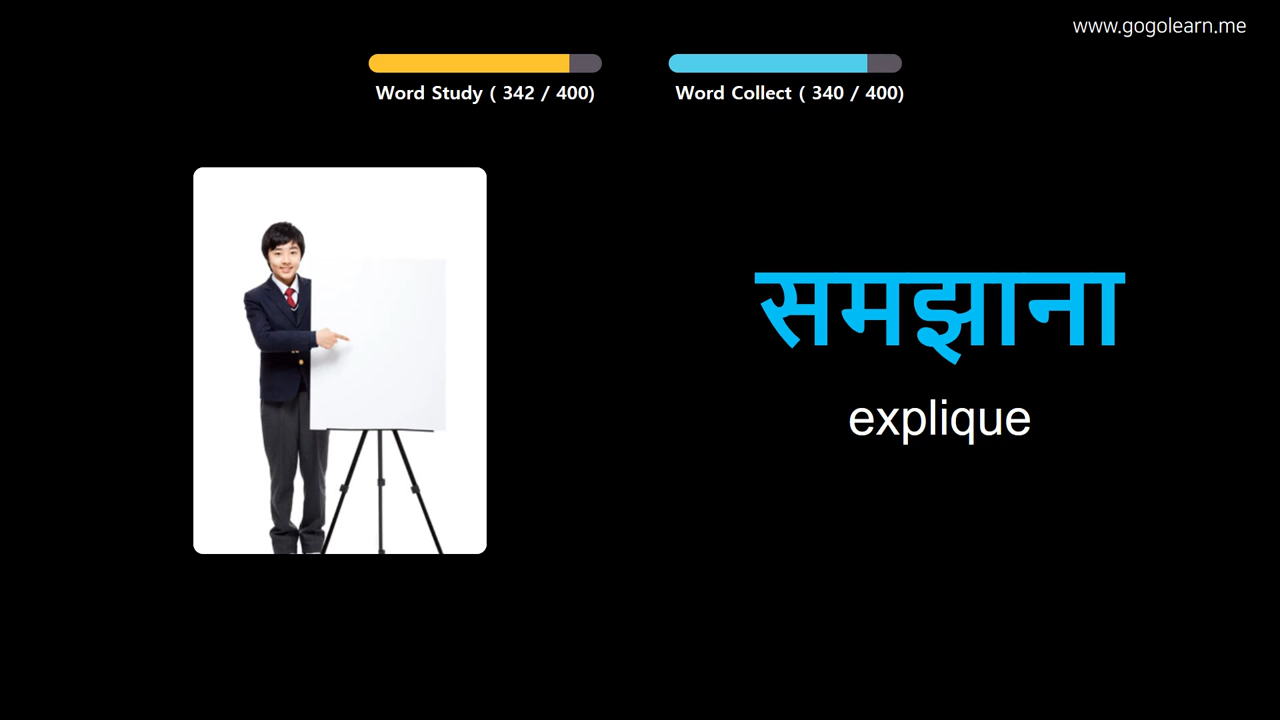 www.gogolearn.me
Word Study ( 342 / 400)
Word Collect ( 340 / 400)
समझाना
explique